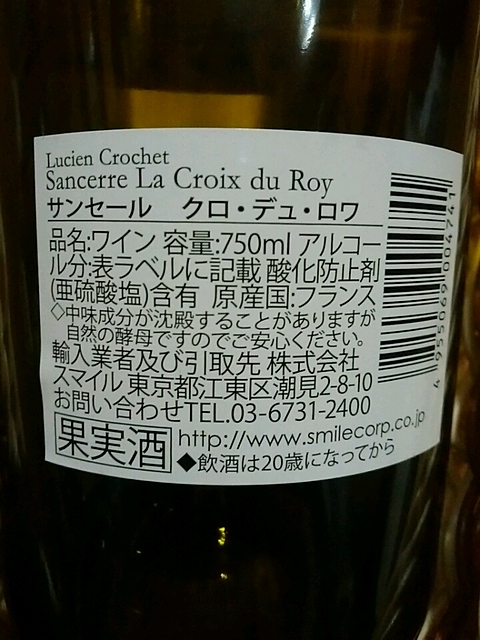 Lucien Crochet
Sancerre La Croix du Roy
サンセール クロ・デュ・ロワ
品名:ワイン 容量:750ml アルコー
ル分:表ラベルに記載 酸化防止剤
(亜硫酸塩)含有 原産国:フランス
◇中味成分が沈殿することがありますが
自然の酵母ですのでご安心ください。
輸入業者及び引取先 株式会社
スマイル 東京都江東区潮見2-8-10
お問い合わせTEL.03-6731-2400
果実酒 http://www.smilecorp.co.jp
◆飲酒は20歳になってから
4 955069 004741